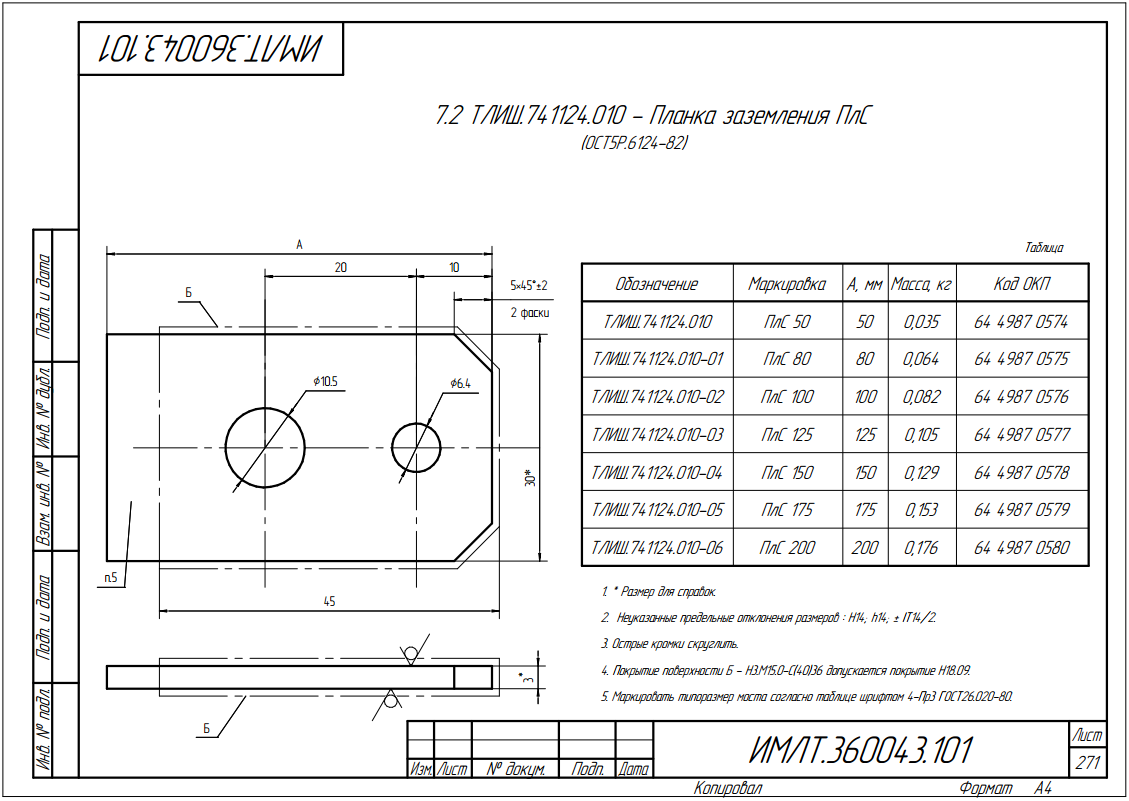 ИМЛТ.360043.101
7.2 ТЛИШ.741124.010 – Планка заземления ПлС
(ОСТ5Р.6124–82)
Таблица
Обозначение Маркировка А, мм Масса, кг Код ОКП
ТЛИШ.741124.010 ПлС 50 50 0,035 64 4987 0574
ТЛИШ.741124.010–01 ПлС 80 80 0,064 64 4987 0575
ТЛИШ.741124.010–02 ПлС 100 100 0,082 64 4987 0576
ТЛИШ.741124.010–03 ПлС 125 125 0,105 64 4987 0577
ТЛИШ.741124.010–04 ПлС 150 150 0,129 64 4987 0578
ТЛИШ.741124.010–05 ПлС 175 175 0,153 64 4987 0579
ТЛИШ.741124.010–06 ПлС 200 200 0,176 64 4987 0580
А
20
10
5×45°±2
2 фаски
Б
⌀10.5
⌀6.4
30*
п.5
45
3*
Б
1. * Размер для справок.
2. Неуказанные предельные отклонения размеров : Н14; h14; ± IT14/2.
3. Острые кромки скруглить.
4. Покрытие поверхности Б – Н3.М15.О–С(40)36 допускается покрытие Н18.09.
5. Маркировать типоразмер моста согласно таблице шрифтом 4–Пр3 ГОСТ26.020–80.
Подп. и дата
Инв. № дубл.
Взам. инв. №
Подп. и дата
Инв. № подл.
Изм. Лист № докум. Подп. Дата
ИМЛТ.360043.101
Лист
271
Копировал
Формат А4